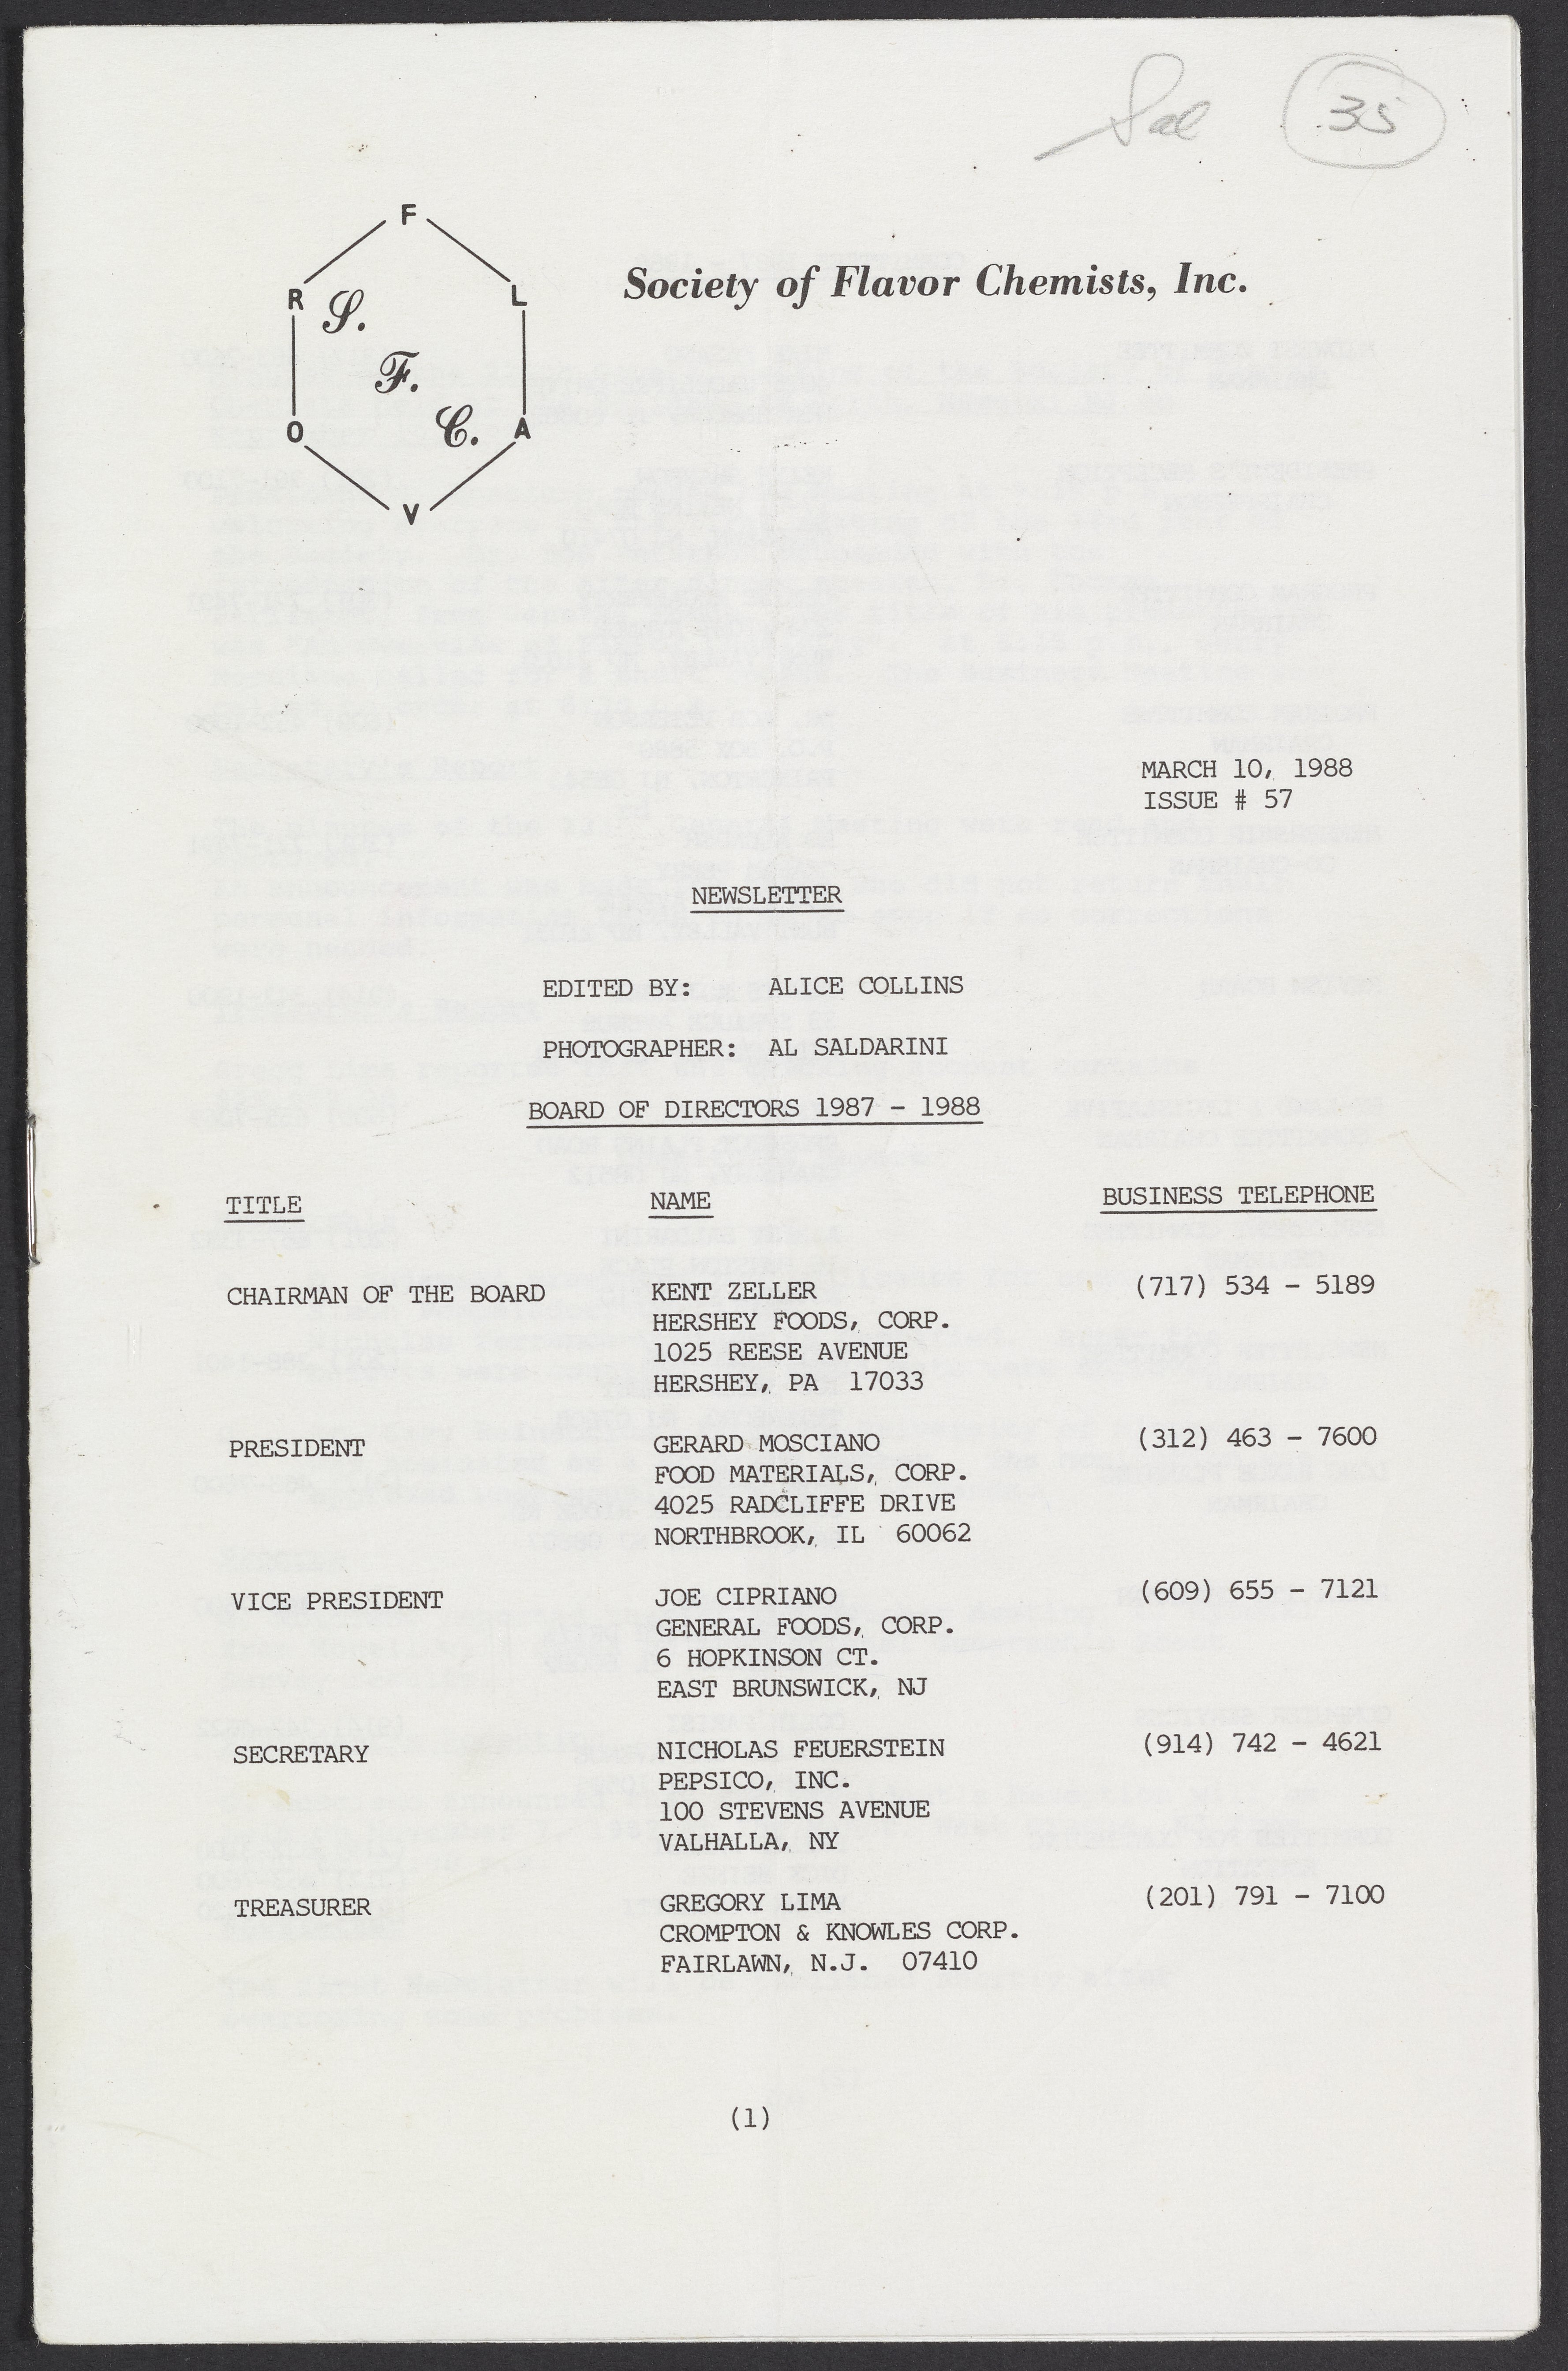 Sal 35
F
R L
S.
F.
C.
O A
V
Society of Flavor Chemists, Inc.
MARCH 10, 1988
ISSUE # 57
NEWSLETTER
EDITED BY: ALICE COLLINS
PHOTOGRAPHER: AL SALDARINI
BOARD OF DIRECTORS 1987 - 1988
TITLE NAME BUSINESS TELEPHONE
CHAIRMAN OF THE BOARD KENT ZELLER (717) 534 - 5189
HERSHEY FOODS, CORP.
1025 REESE AVENUE
HERSHEY, PA 17033
PRESIDENT GERARD MOSCIANO (312) 463 - 7600
FOOD MATERIALS, CORP.
4025 RADCLIFFE DRIVE
NORTHBROOK, IL 60062
VICE PRESIDENT JOE CIPRIANO (609) 655 - 7121
GENERAL FOODS, CORP.
6 HOPKINSON CT.
EAST BRUNSWICK, NJ
SECRETARY NICHOLAS FEUERSTEIN (914) 742 - 4621
PEPSICO, INC.
100 STEVENS AVENUE
VALHALLA, NY
TREASURER GREGORY LIMA (201) 791 - 7100
CROMPTON & KNOWLES CORP.
FAIRLAWN, N.J. 07410
(1)